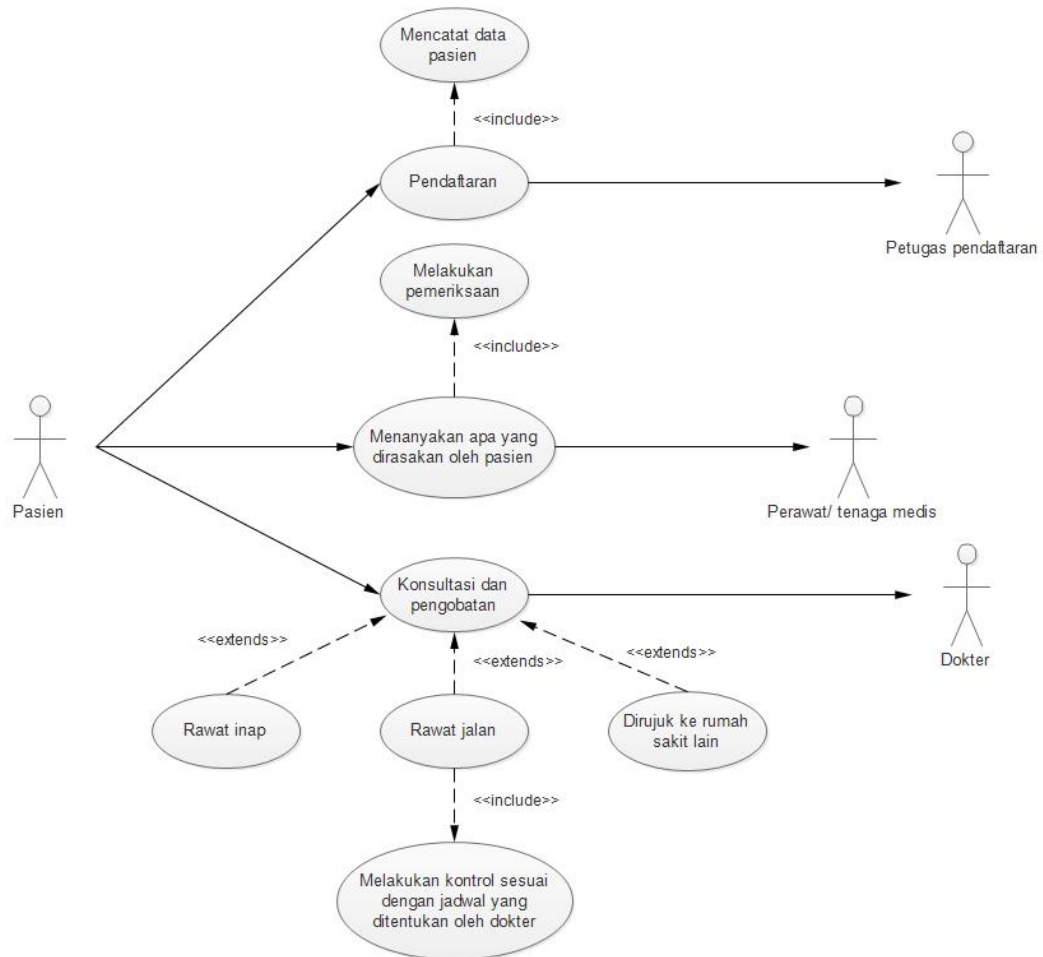 Mencatat data
pasien
<<include>>
Pendaftaran
Petugas pendaftaran
Melakukan
pemeriksaan
<<include>>
Menanyakan apa yang
dirasakan oleh pasien
Pasien
Perawat/ tenaga medis
Konsultasi dan
pengobatan
Dokter
<<extends>>
<<extends>>
<<extends>>
Rawat inap
Rawat jalan
Dirujuk ke rumah
sakit lain
<<include>>
Melakukan kontrol sesuai
dengan jadwal yang
ditentukan oleh dokter